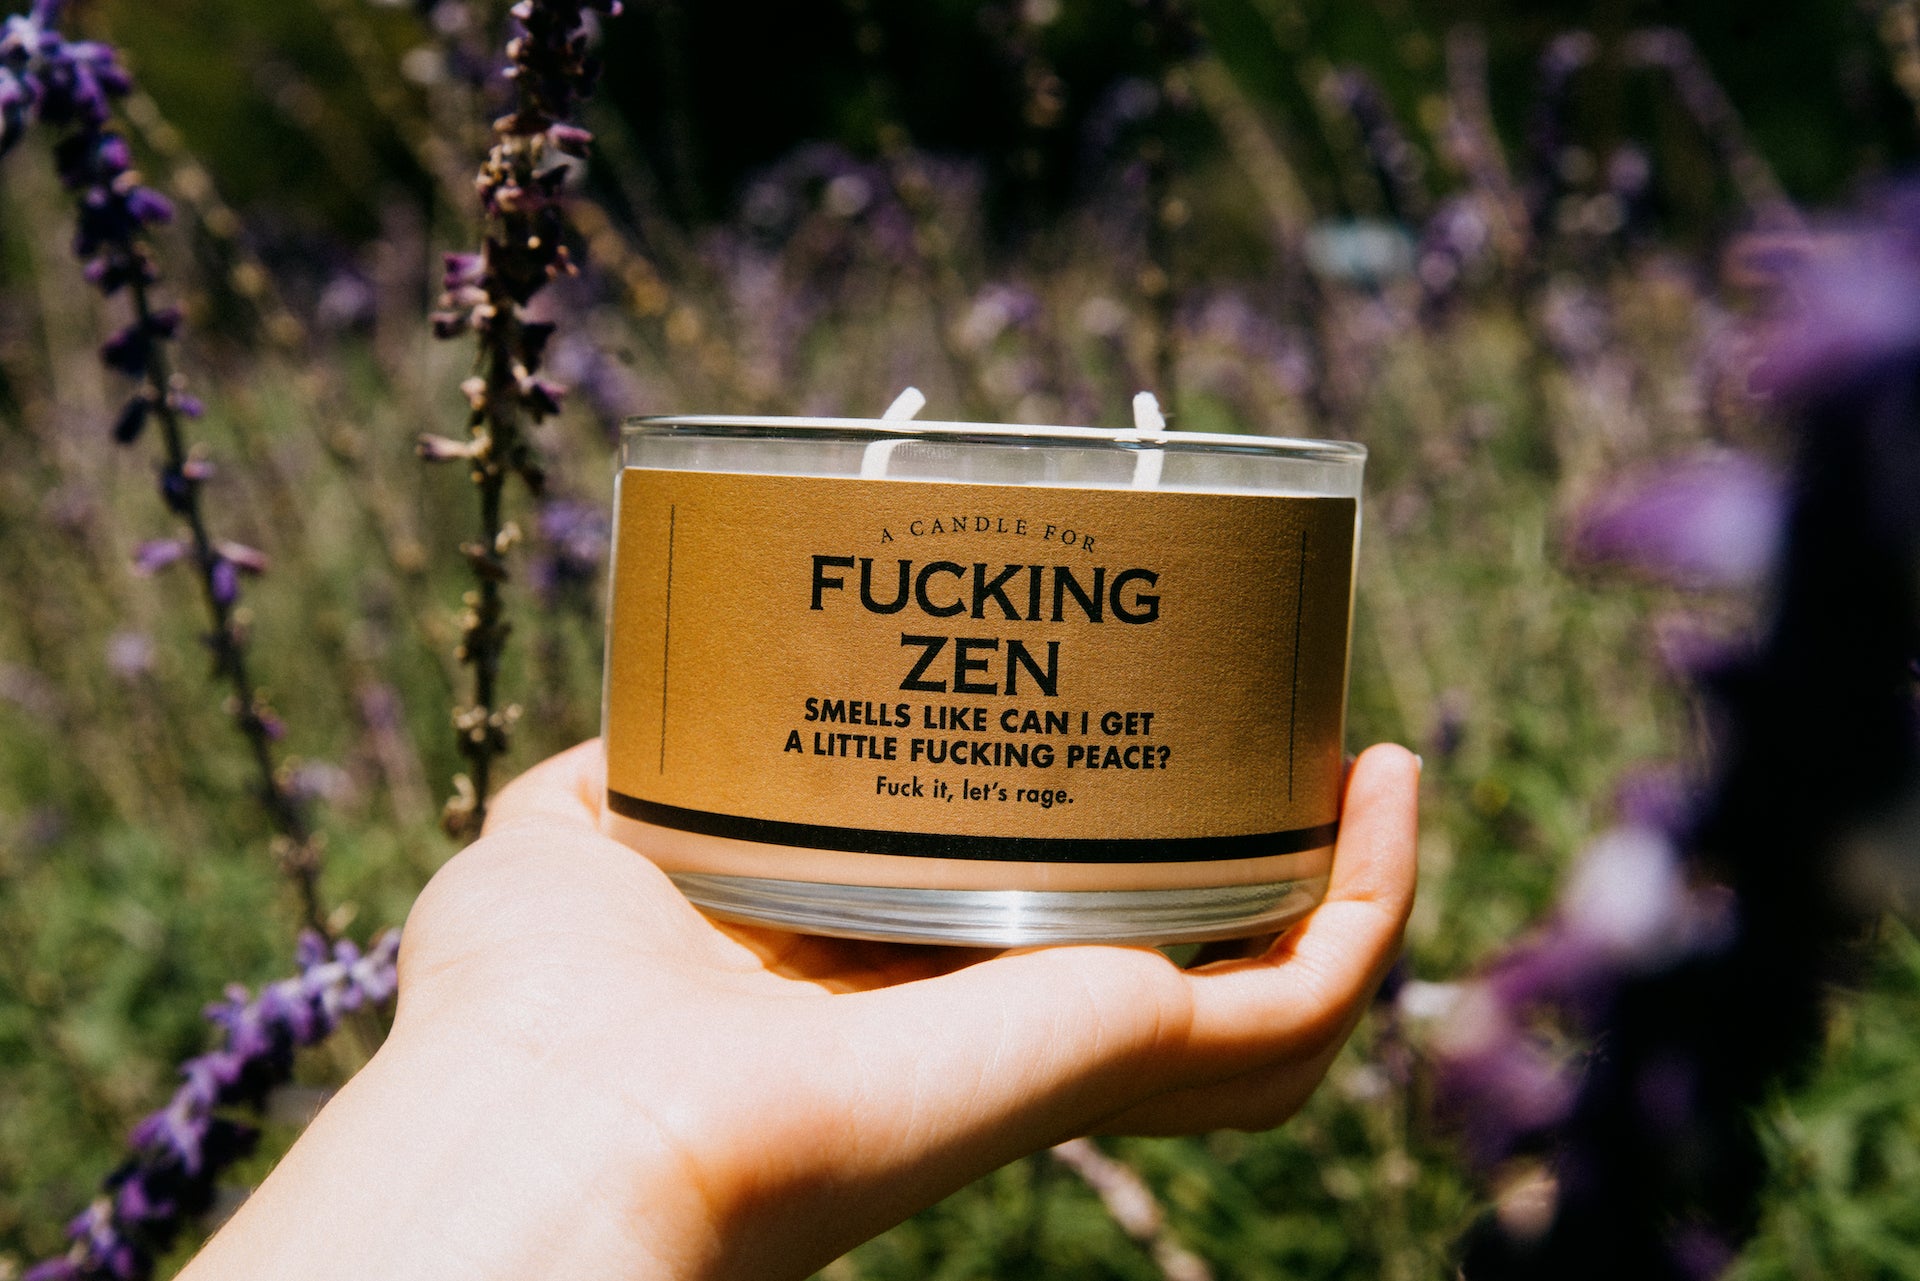 A CANDLE FOR
FUCKING
ZEN
SMELLS LIKE CAN I GET
A LITTLE FUCKING PEACE?
Fuck it, let's rage.